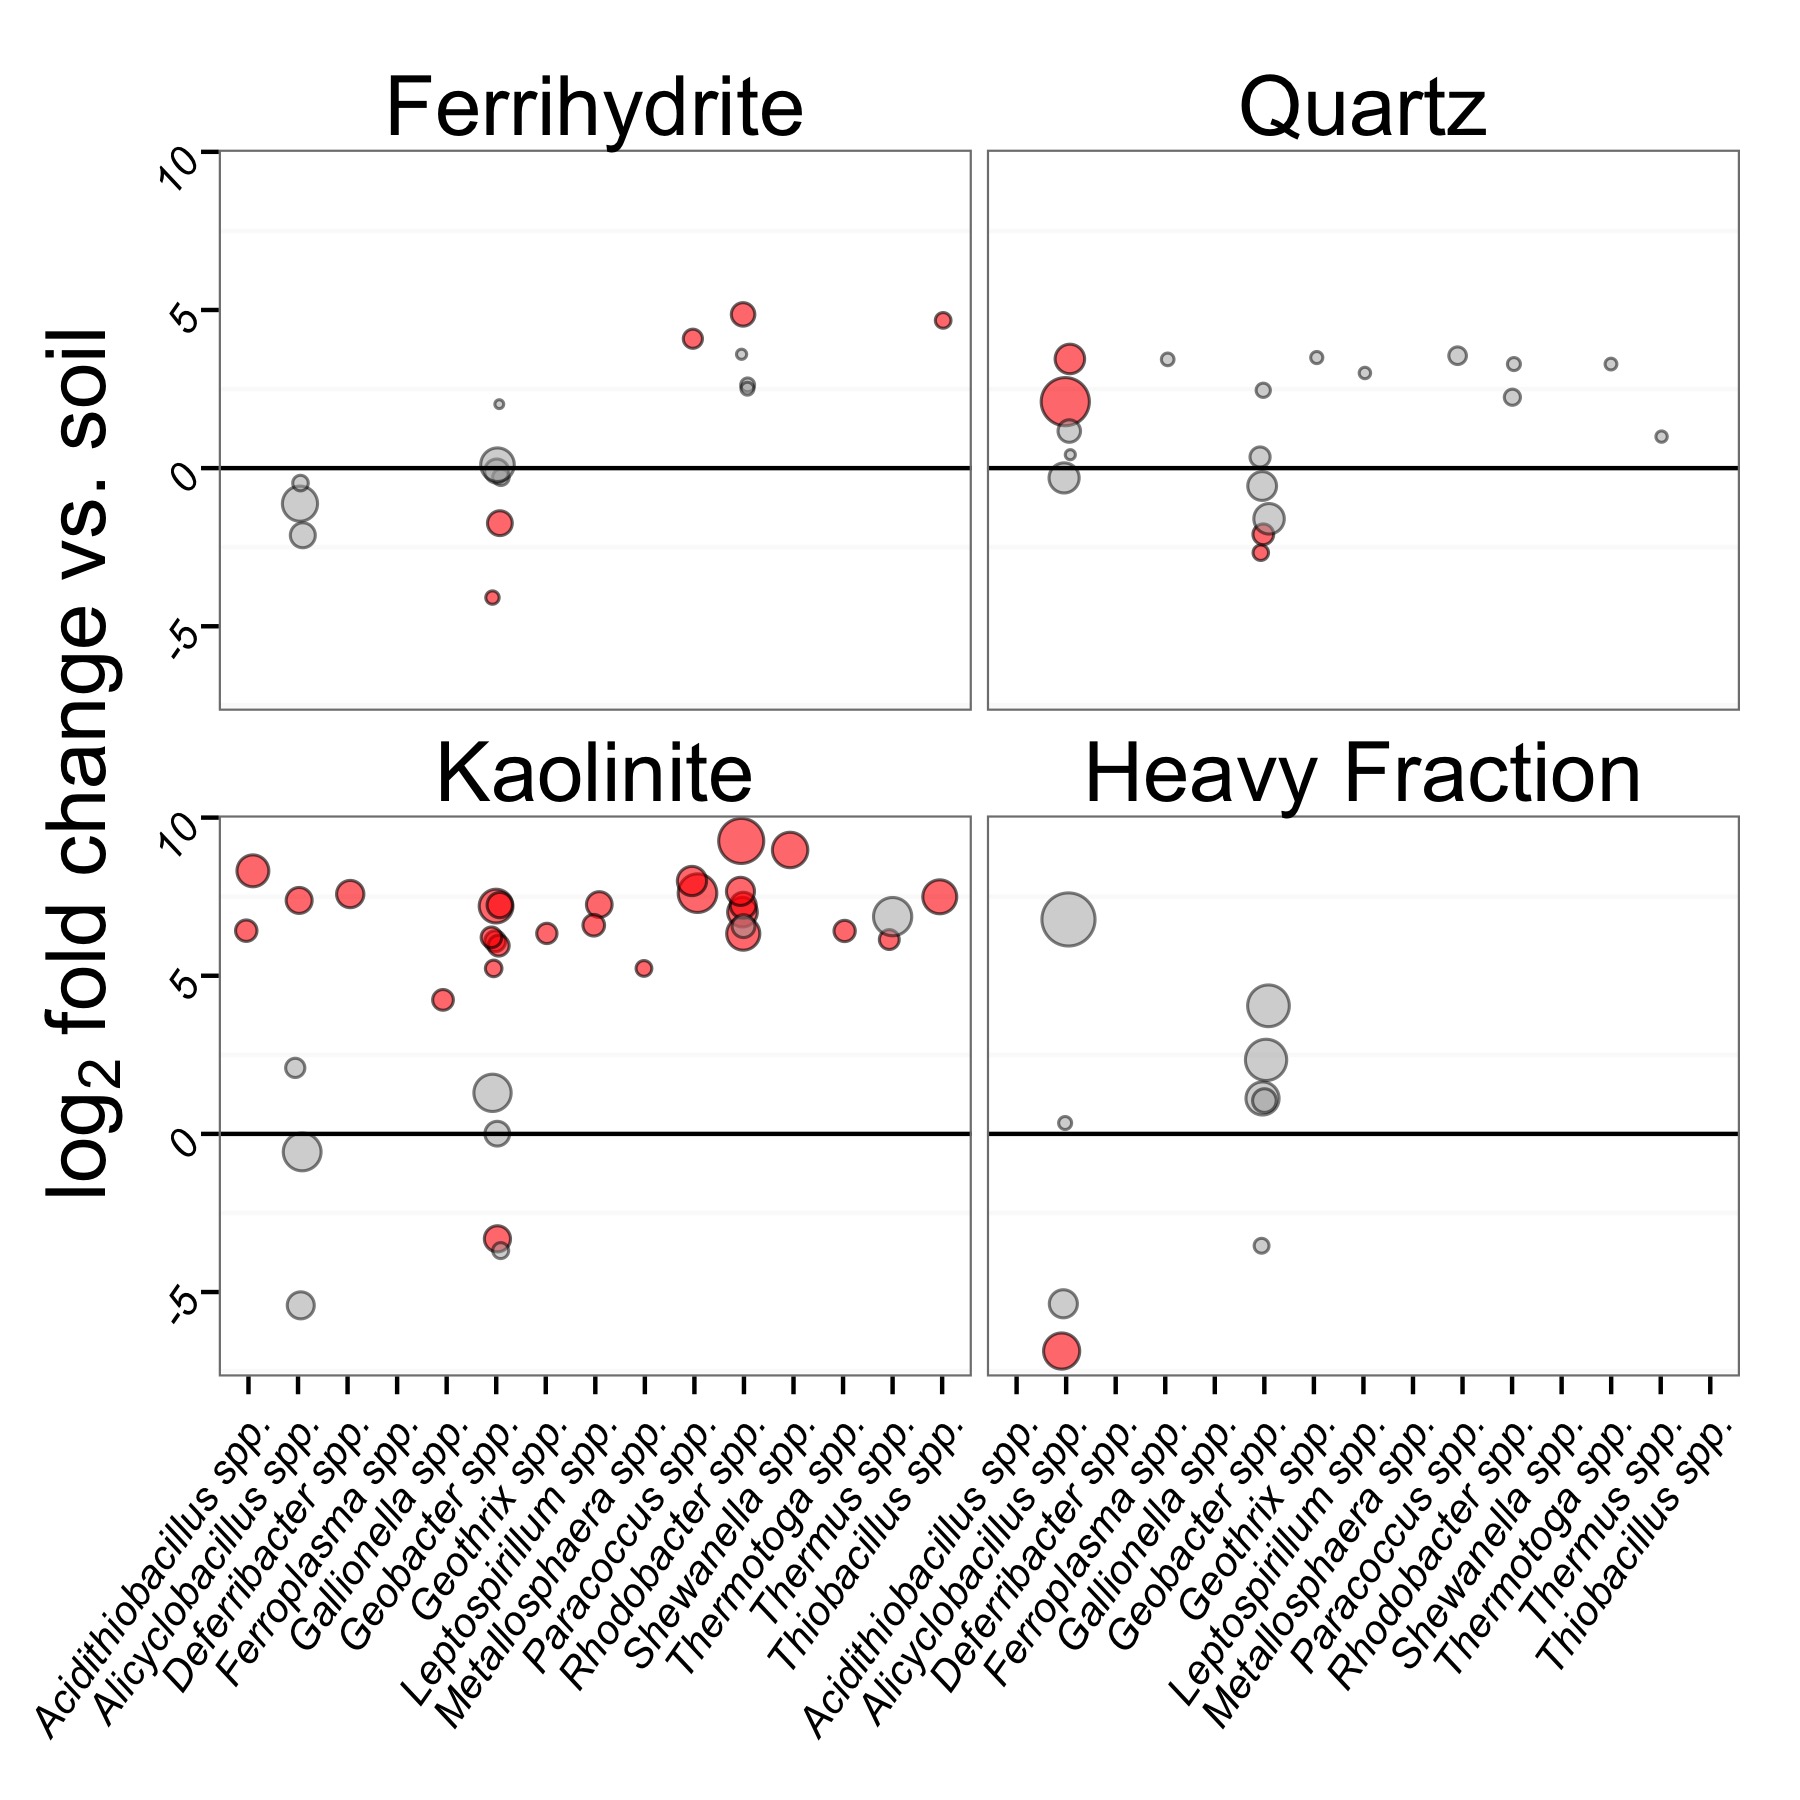 Ferrihydrite
Quartz
10
5
0
-5
log2 fold change vs. soil
Kaolinite
Heavy Fraction
10
5
0
-5
Acidithiobacillus spp.
Alicyclobacillus spp.
Deferribacter spp.
Ferroplasma spp.
Gallionella spp.
Geobacter spp.
Geothrix spp.
Leptospirillum spp.
Metallosphaera spp.
Paracoccus spp.
Rhodobacter spp.
Shewanella spp.
Thermotoga spp.
Thermus spp.
Thiobacillus spp.
Acidithiobacillus spp.
Alicyclobacillus spp.
Deferribacter spp.
Ferroplasma spp.
Gallionella spp.
Geobacter spp.
Geothrix spp.
Leptospirillum spp.
Metallosphaera spp.
Paracoccus spp.
Rhodobacter spp.
Shewanella spp.
Thermotoga spp.
Thermus spp.
Thiobacillus spp.